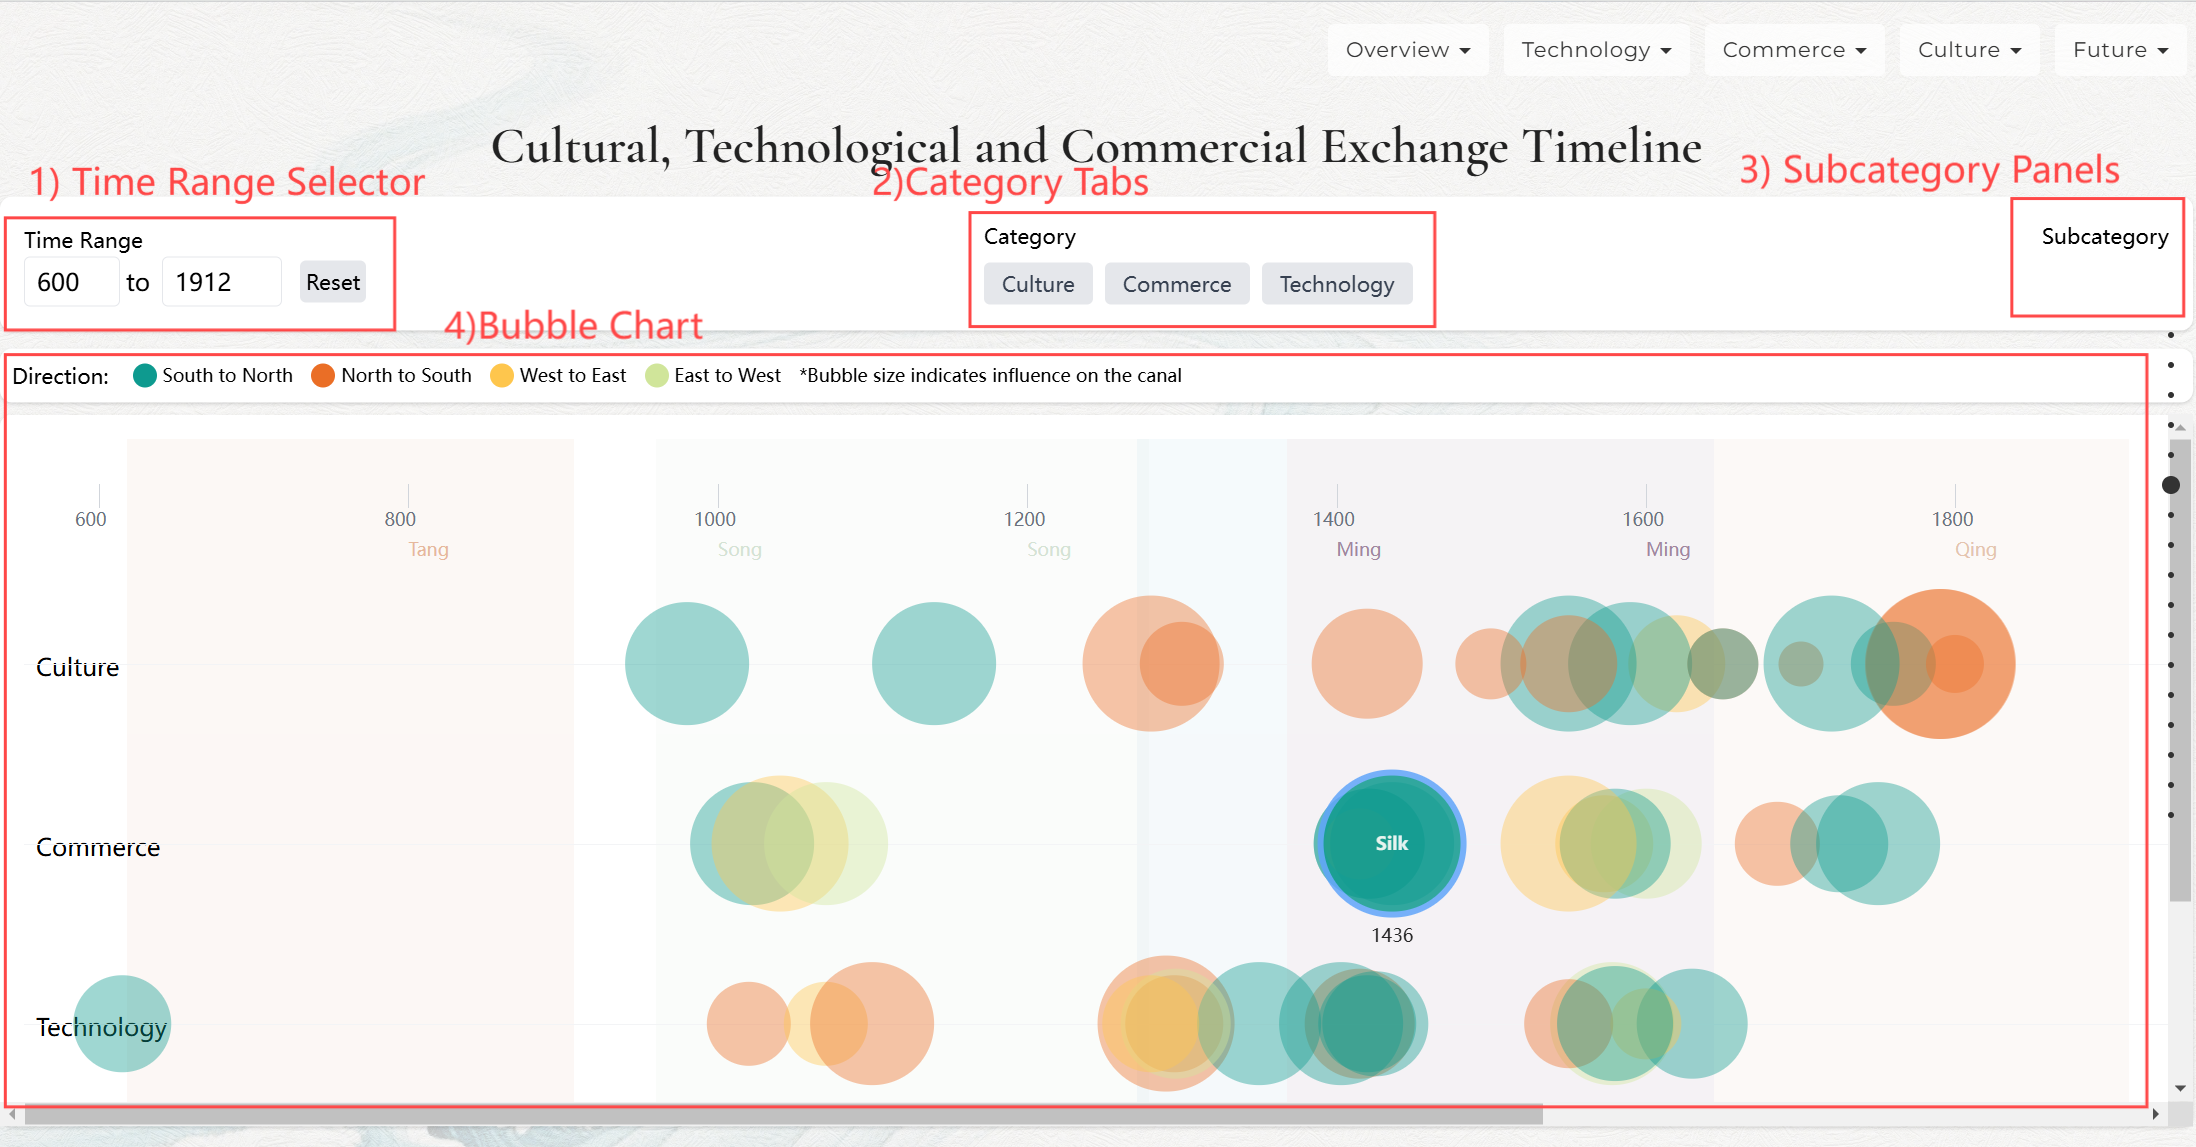 Overview
Technology
Commerce
Culture
Future
Cultural, Technological and Commercial Exchange Timeline
1) Time Range Selector
2)Category Tabs
3) Subcategory Panels
Time Range
600 to 1912 Reset
Category
Culture Commerce Technology
Subcategory
4)Bubble Chart
Direction: South to North North to South West to East East to West *Bubble size indicates influence on the canal
600 800 1000 1200 1400 1600 1800
Tang Song Song Ming Ming Qing
Culture
Commerce
Silk
1436
Technology